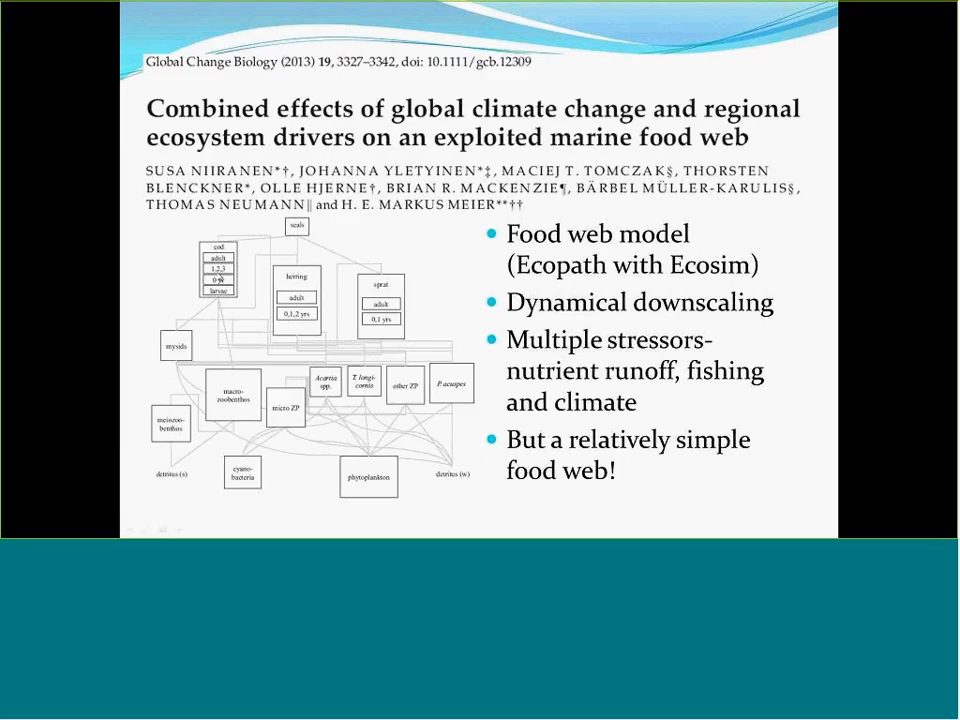 Global Change Biology (2013) 19, 3327–3342, doi: 10.1111/gcb.12309
Combined effects of global climate change and regional
ecosystem drivers on an exploited marine food web
SUSA NIIRANEN*†, JOHANNA YLETYINEN*‡, MACIEJ T. TOMCZAK§, THORSTEN
BLENCKNER*, OLLE HJERNE†, BRIAN R. MACKENZIE¶, BÄRBEL MÜLLER-KARULIS§,
THOMAS NEUMANN|| and H. E. MARKUS MEIER**††
seals
cod
adult
1,2,3
larvae
herring
adult
0,1,2 yrs
sprat
adult
0,1 yrs
mysids
macro-
zoobenthos
micro ZP
Acartia
spp.
T. longi-
cornis
other ZP
P. acuspes
meiozoo-
benthos
detritus (s)
cyano-
bacteria
phytoplankton
detritus (w)
• Food web model
(Ecopath with Ecosim)
• Dynamical downscaling
• Multiple stressors-
nutrient runoff, fishing
and climate
• But a relatively simple
food web!